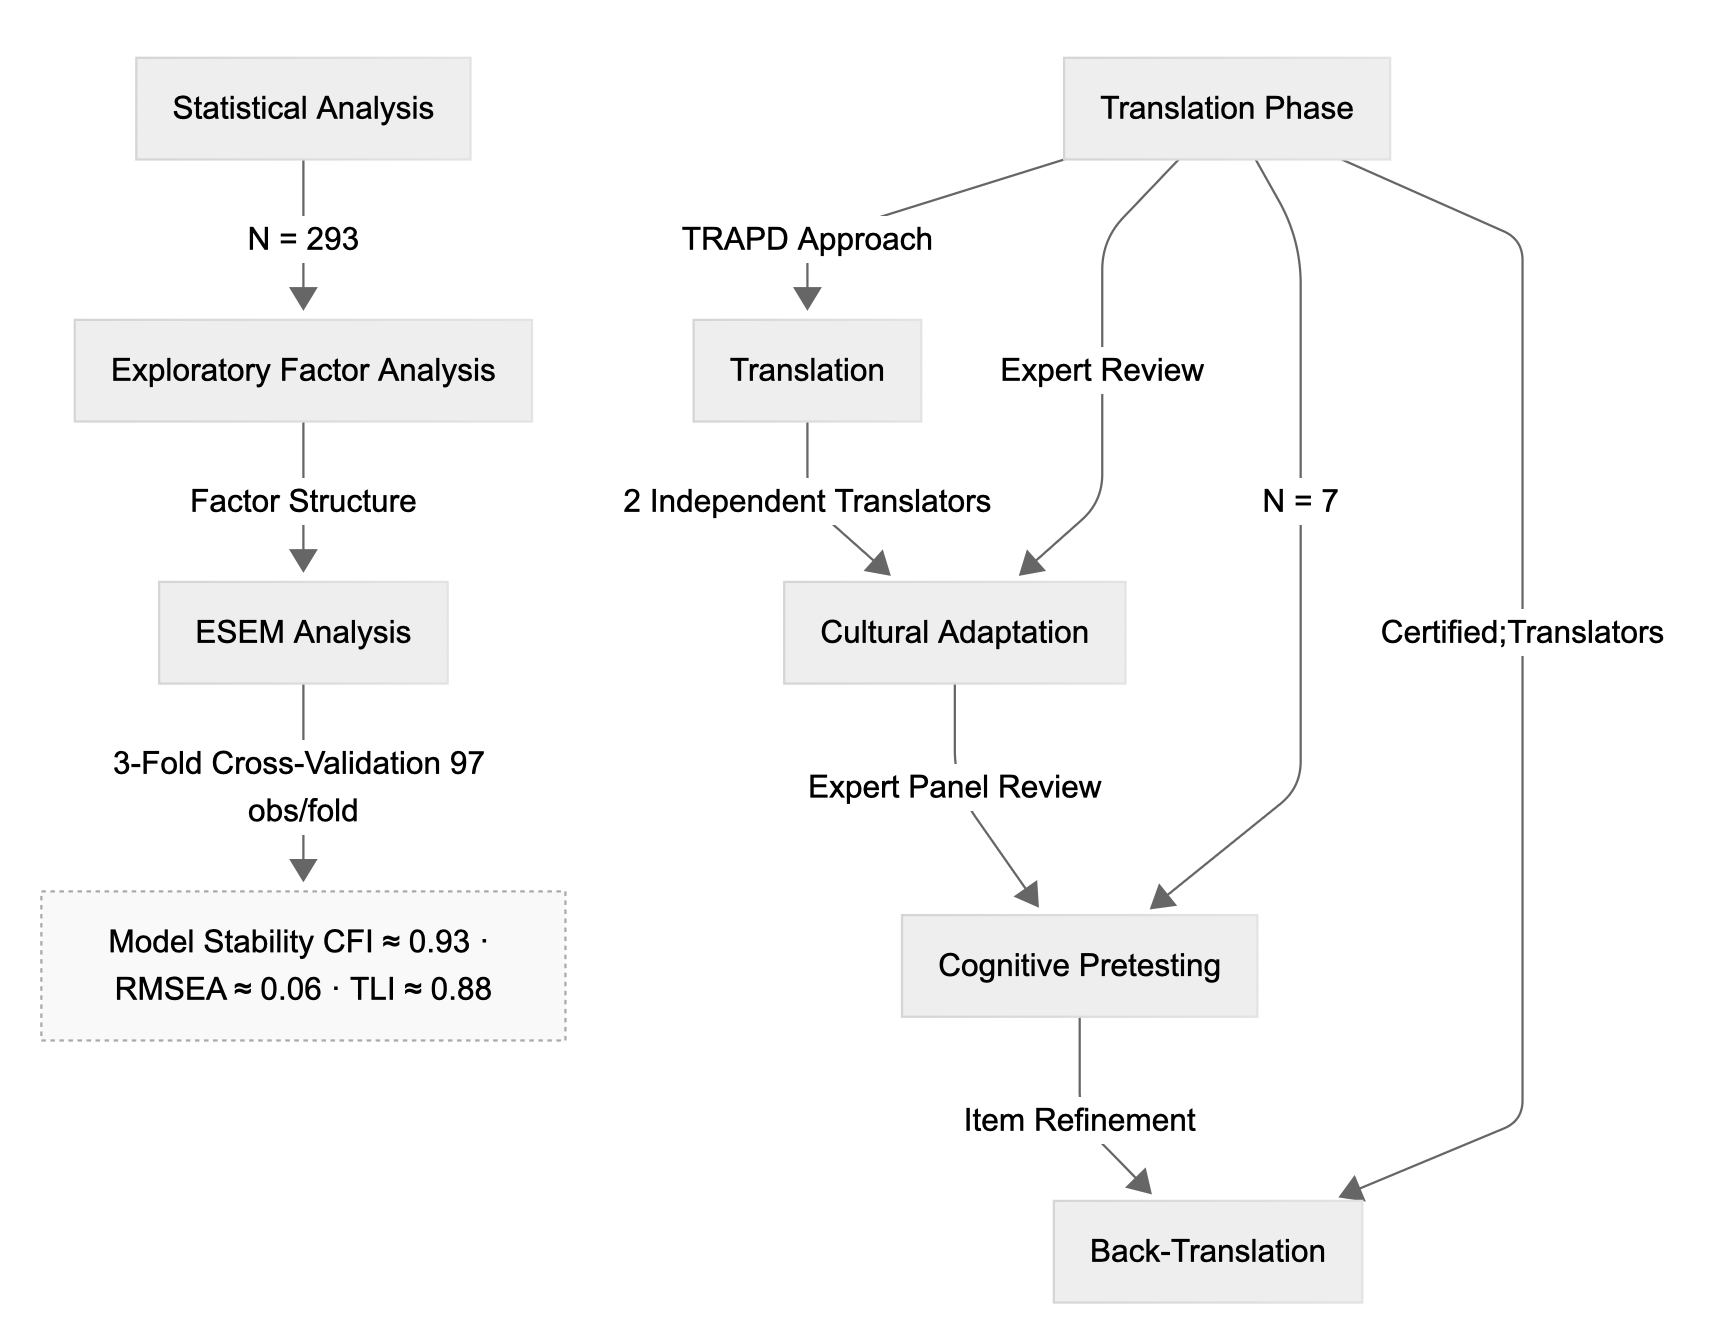 Statistical Analysis
N = 293
Exploratory Factor Analysis
Factor Structure
ESEM Analysis
3-Fold Cross-Validation 97
obs/fold
Model Stability CFI ≈ 0.93 ·
RMSEA ≈ 0.06 · TLI ≈ 0.88
Translation Phase
TRAPD Approach
Translation
Expert Review
2 Independent Translators
N = 7
Cultural Adaptation
Certified;Translators
Expert Panel Review
Cognitive Pretesting
Item Refinement
Back-Translation